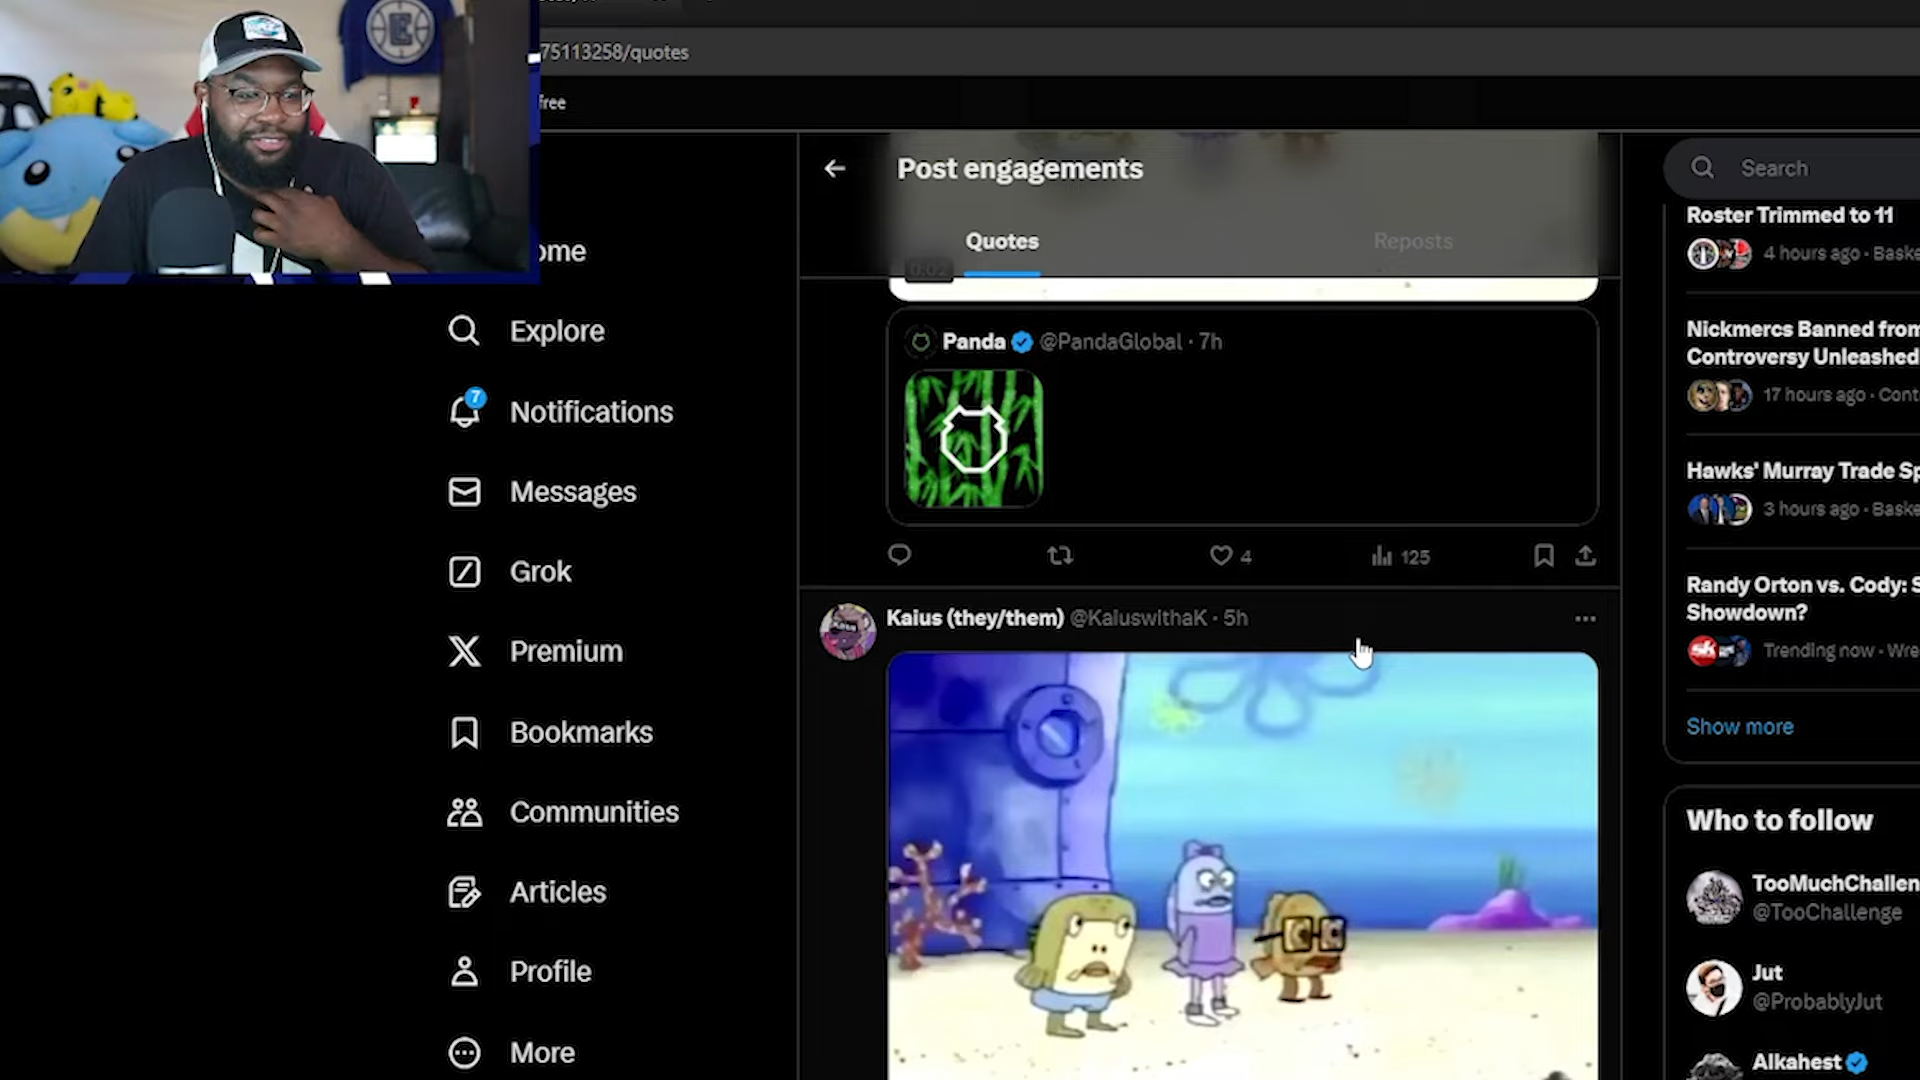 75113258/quotes
free
Post engagements
Search
Quotes
Reposts
0:02
ome
Explore
Notifications
7
Messages
Grok
Premium
Bookmarks
Communities
Articles
Profile
More
Panda @PandaGlobal · 7h
4
125
Kaius (they/them) @KaiuswithaK · 5h
Roster Trimmed to 11
4 hours ago · Baske
Nickmercs Banned from
Controversy Unleashed
17 hours ago · Cont
Hawks' Murray Trade Sp
3 hours ago · Baske
Randy Orton vs. Cody: S
Showdown?
Trending now · Wre
Show more
Who to follow
TooMuchChallen
@TooChallenge
Jut
@ProbablyJut
Alkahest